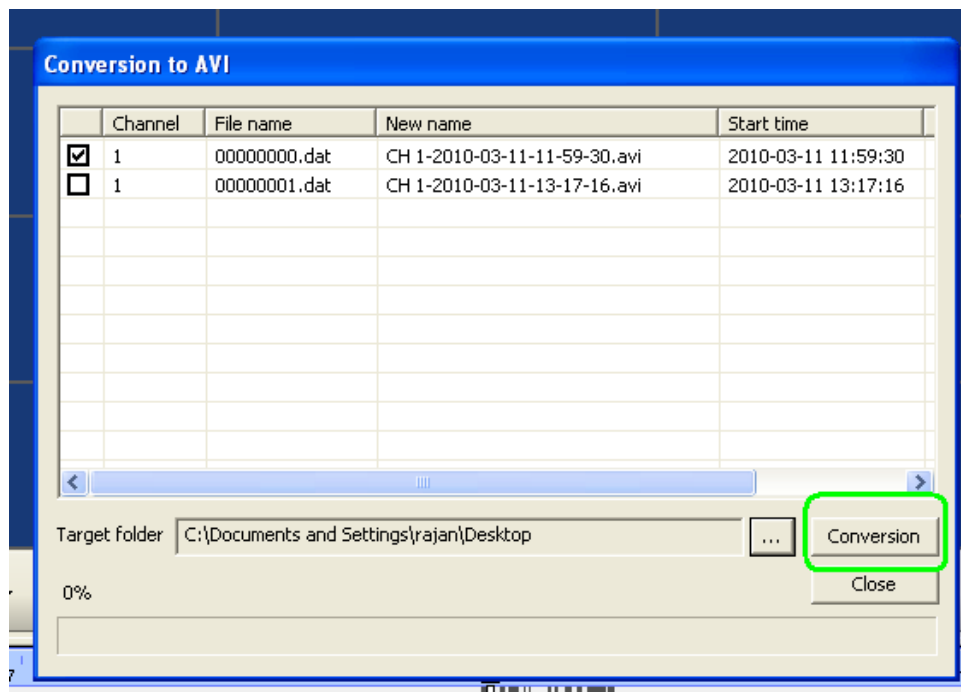 Conversion to AVI
Channel File name New name Start time
1 00000000.dat CH 1-2010-03-11-11-59-30.avi 2010-03-11 11:59:30
1 00000001.dat CH 1-2010-03-11-13-17-16.avi 2010-03-11 13:17:16
Target folder C:\Documents and Settings\rajan\Desktop ... Conversion
Close
0%
7